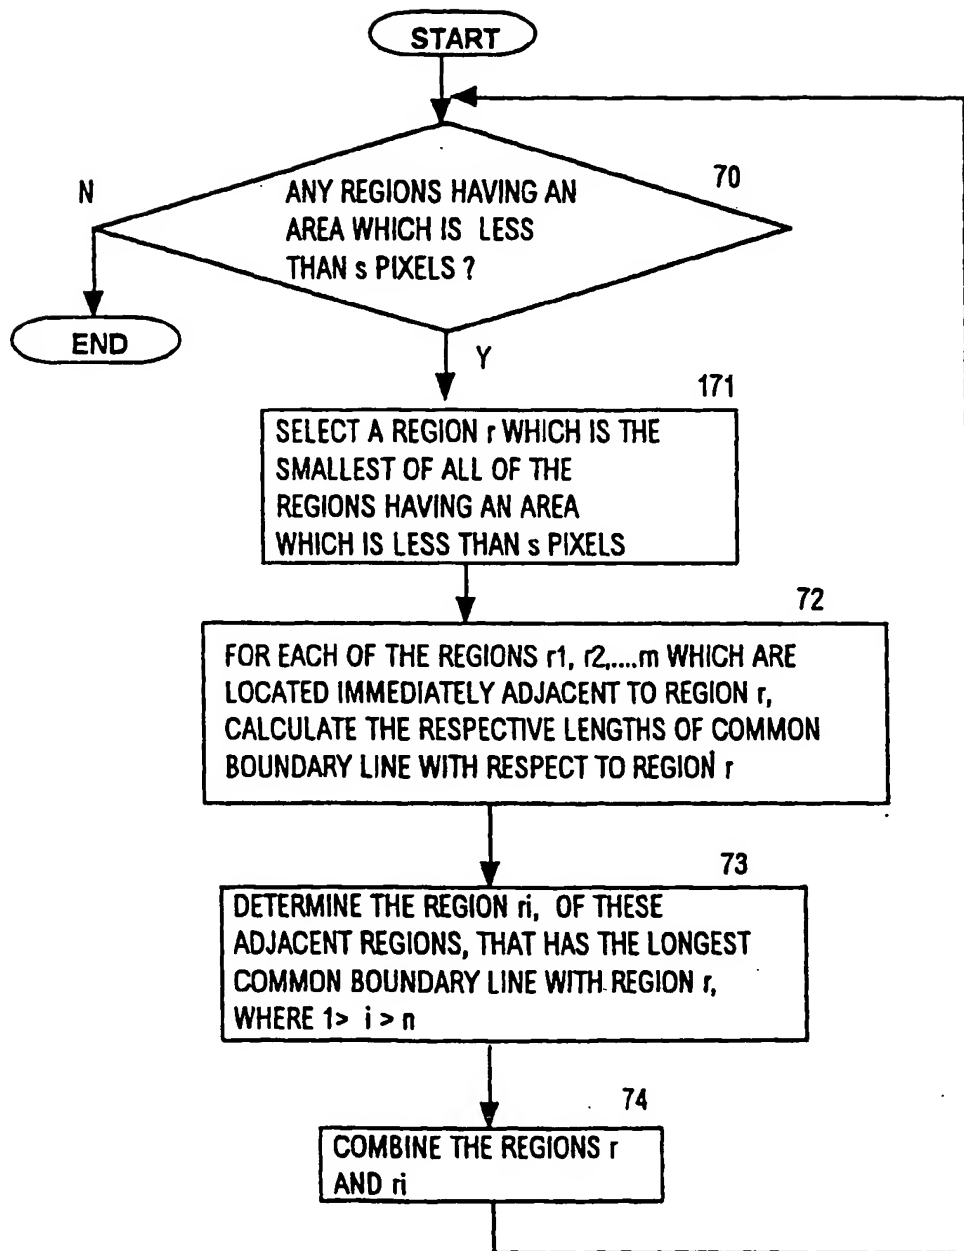 START
N
70
ANY REGIONS HAVING AN
AREA WHICH IS LESS
THAN s PIXELS ?
END
Y
171
SELECT A REGION r WHICH IS THE
SMALLEST OF ALL OF THE
REGIONS HAVING AN AREA
WHICH IS LESS THAN s PIXELS
72
FOR EACH OF THE REGIONS r1, r2,....rn WHICH ARE
LOCATED IMMEDIATELY ADJACENT TO REGION r,
CALCULATE THE RESPECTIVE LENGTHS OF COMMON
BOUNDARY LINE WITH RESPECT TO REGION r
73
DETERMINE THE REGION ri, OF THESE
ADJACENT REGIONS, THAT HAS THE LONGEST
COMMON BOUNDARY LINE WITH REGION r,
WHERE 1> i > n
74
COMBINE THE REGIONS r
AND ri